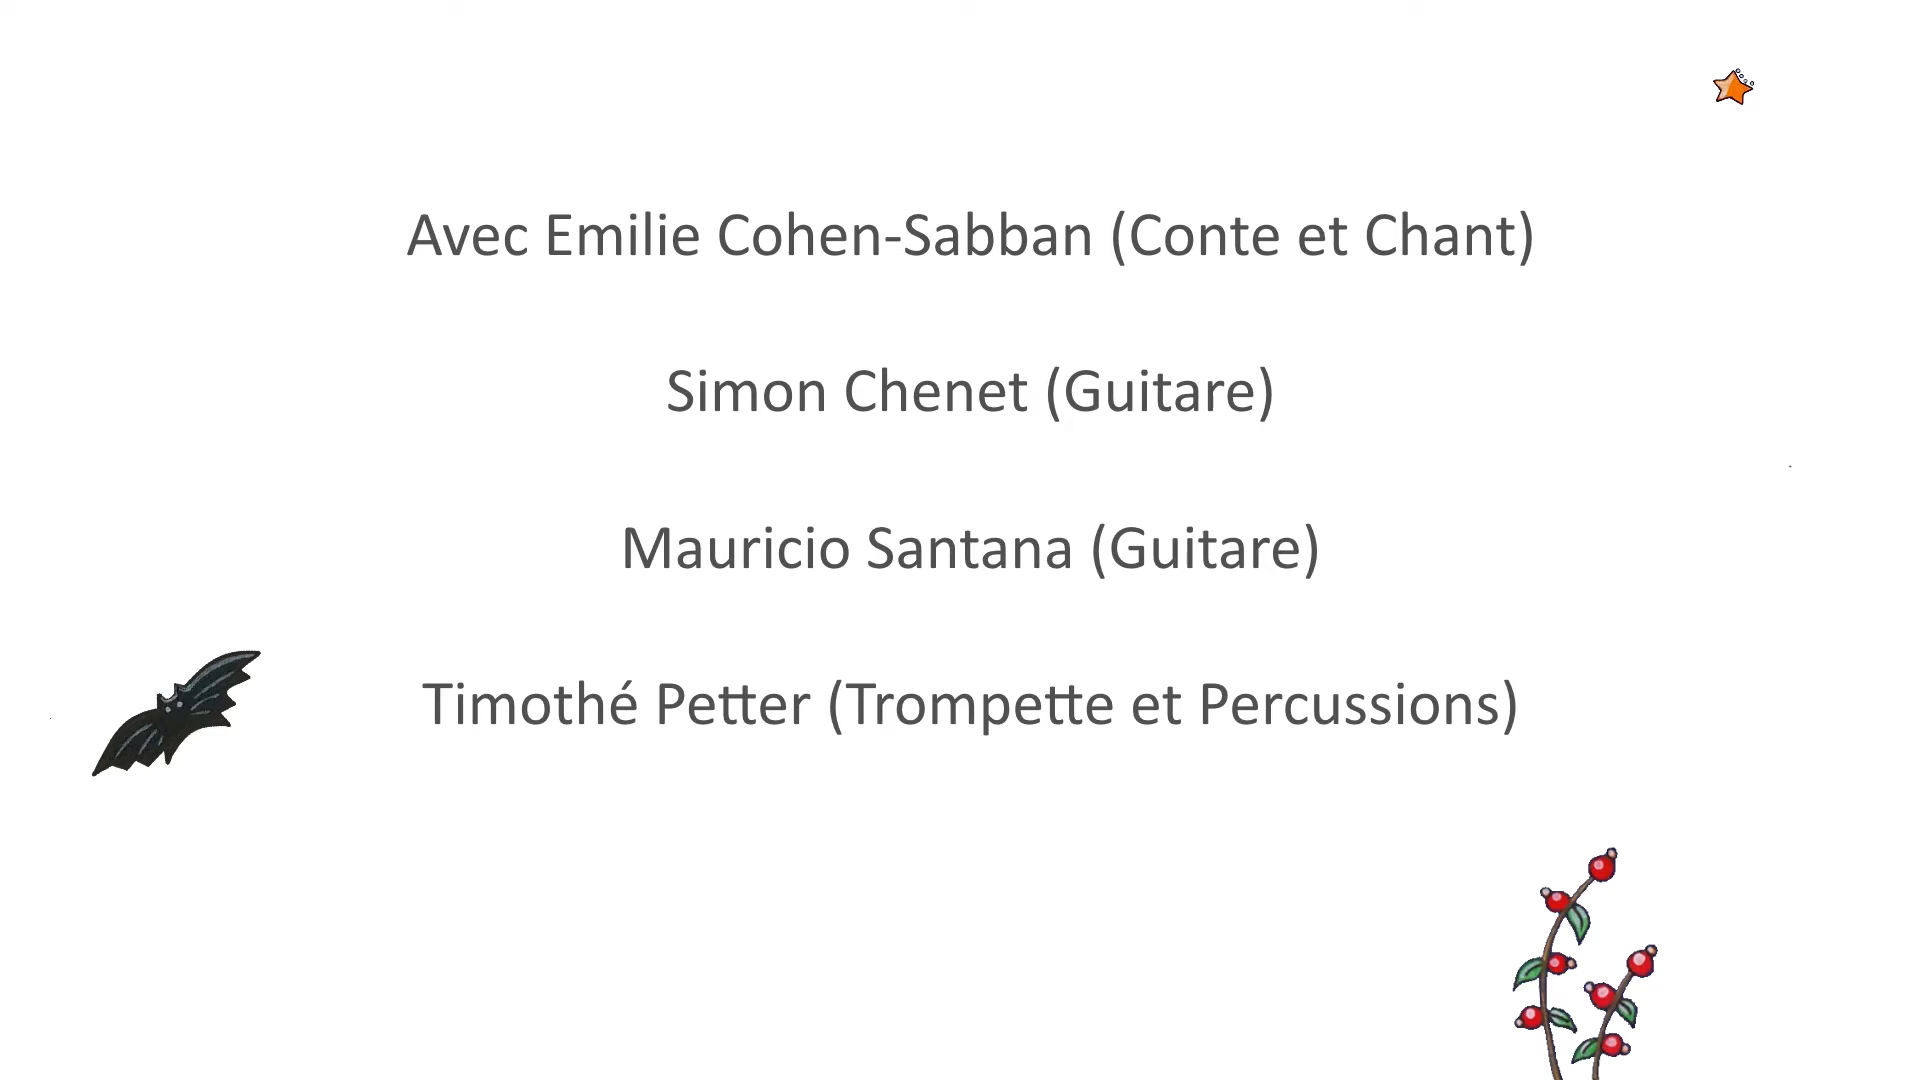 Avec Emilie Cohen-Sabban (Conte et Chant)
Simon Chenet (Guitare)
Mauricio Santana (Guitare)
Timothé Petter (Trompette et Percussions)